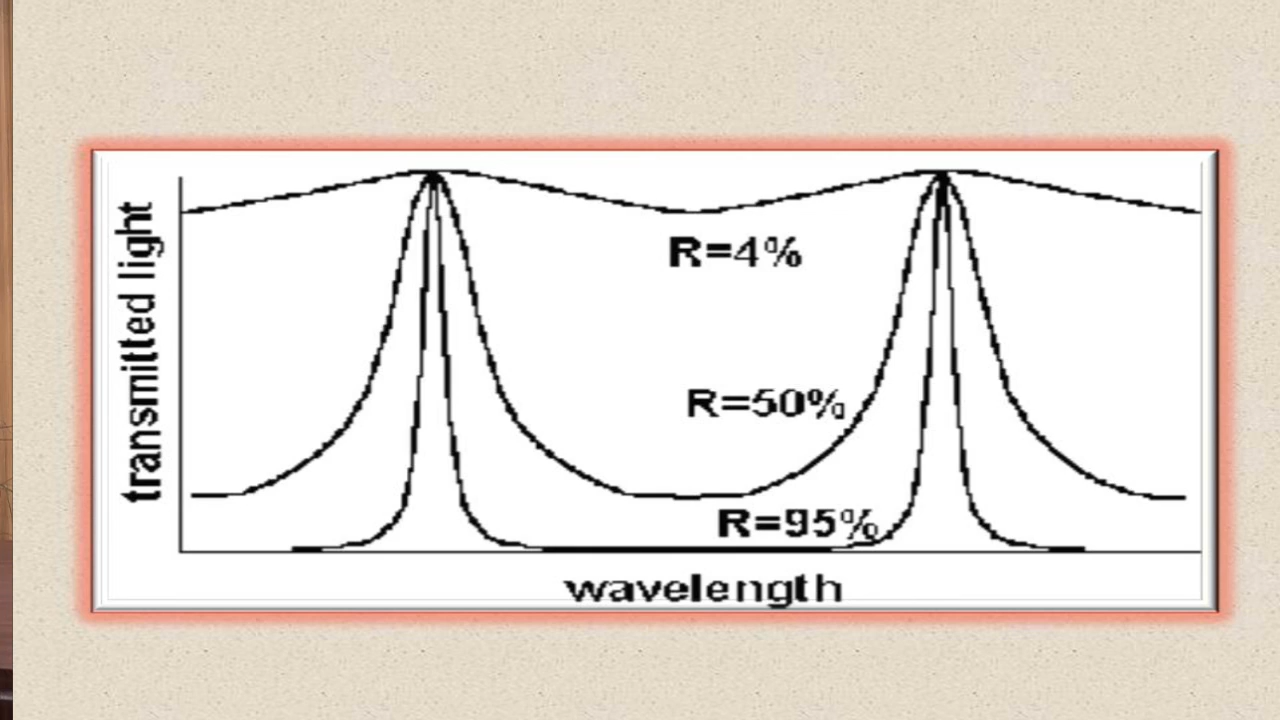 transmitted light
R=4%
R=50%
R=95%
wavelength